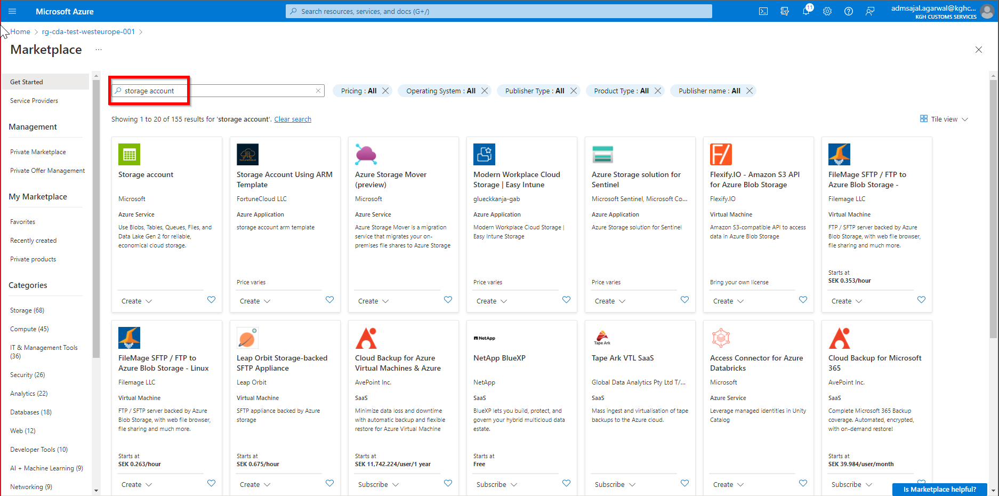 Microsoft Azure
Search resources, services, and docs (G+/)
11
admsajal.agarwal@kghc...
KGH CUSTOMS SERVICES
Home > rg-cda-test-westeurope-001 >
Marketplace ...
Get Started
Service Providers
Management
Private Marketplace
Private Offer Management
My Marketplace
Favorites
Recently created
Private products
Categories
Storage (68)
Compute (45)
IT & Management Tools
(36)
Security (26)
Analytics (22)
Databases (18)
Web (12)
Developer Tools (10)
AI + Machine Learning (9)
Networking (9)
storage account
Pricing : All
Operating System : All
Publisher Type : All
Product Type : All
Publisher name : All
Showing 1 to 20 of 155 results for 'storage account'. Clear search
Tile view
Storage account
Microsoft
Azure Service
Use Blobs, Tables, Queues, Files, and
Data Lake Gen 2 for reliable,
economical cloud storage.
Create
FortuneCloud
Storage Account Using ARM
Template
FortuneCloud LLC
Azure Application
storage account arm template
Price varies
Create
Azure Storage Mover
(preview)
Microsoft
Azure Service
Azure Storage Mover is a migration
service that migrates your on-
premises file shares to Azure Storage
Create
Modern Workplace Cloud
Storage | Easy Intune
glueckkanja-gab
Azure Application
Modern Workplace Cloud Storage |
Easy Intune Storage
Price varies
Create
Azure Storage solution for
Sentinel
Microsoft Sentinel, Microsoft Co...
Azure Application
Azure Storage solution for Sentinel
Price varies
Create
F/
Flexify.IO - Amazon S3 API
for Azure Blob Storage
Flexify.IO
Virtual Machine
Amazon S3-compatible API to access
data in Azure Blob Storage
Bring your own license
Create
FileMage SFTP / FTP to
Azure Blob Storage -
Filemage LLC
Virtual Machine
FTP / SFTP server backed by Azure
Blob Storage, with web file browser,
file sharing and much more.
Starts at
SEK 0.353/hour
Create
FileMage SFTP / FTP to
Azure Blob Storage - Linux
Filemage LLC
Virtual Machine
FTP / SFTP server backed by Azure
Blob Storage, with web file browser,
file sharing and much more.
Starts at
SEK 0.263/hour
Create
Leap Orbit Storage-backed
SFTP Appliance
Leap Orbit
Virtual Machine
SFTP appliance backed by Azure
storage
Starts at
SEK 0.675/hour
Create
Cloud Backup for Azure
Virtual Machines & Azure
AvePoint Inc.
SaaS
Minimize data loss and downtime
with automatic backup and flexible
restore for Azure Virtual Machine
Starts at
SEK 11,742.224/user/1 year
Subscribe
NetApp
NetApp BlueXP
NetApp
SaaS
BlueXP lets you build, protect, and
govern your hybrid multicloud data
estate.
Starts at
Free
Subscribe
Tape Ark
Tape Ark VTL SaaS
Global Data Analytics Pty Ltd T/...
SaaS
Mass ingest and virtualisation of tape
backups to the Azure cloud.
Subscribe
Access Connector for Azure
Databricks
Microsoft
Azure Service
Leverage managed identities in Unity
Catalog
Create
Cloud Backup for Microsoft
365
AvePoint Inc.
SaaS
Complete Microsoft 365 Backup
coverage. Automated, encrypted,
with on-demand restore!
Starts at
SEK 39.984/user/month
Subscribe
Is Marketplace helpful?